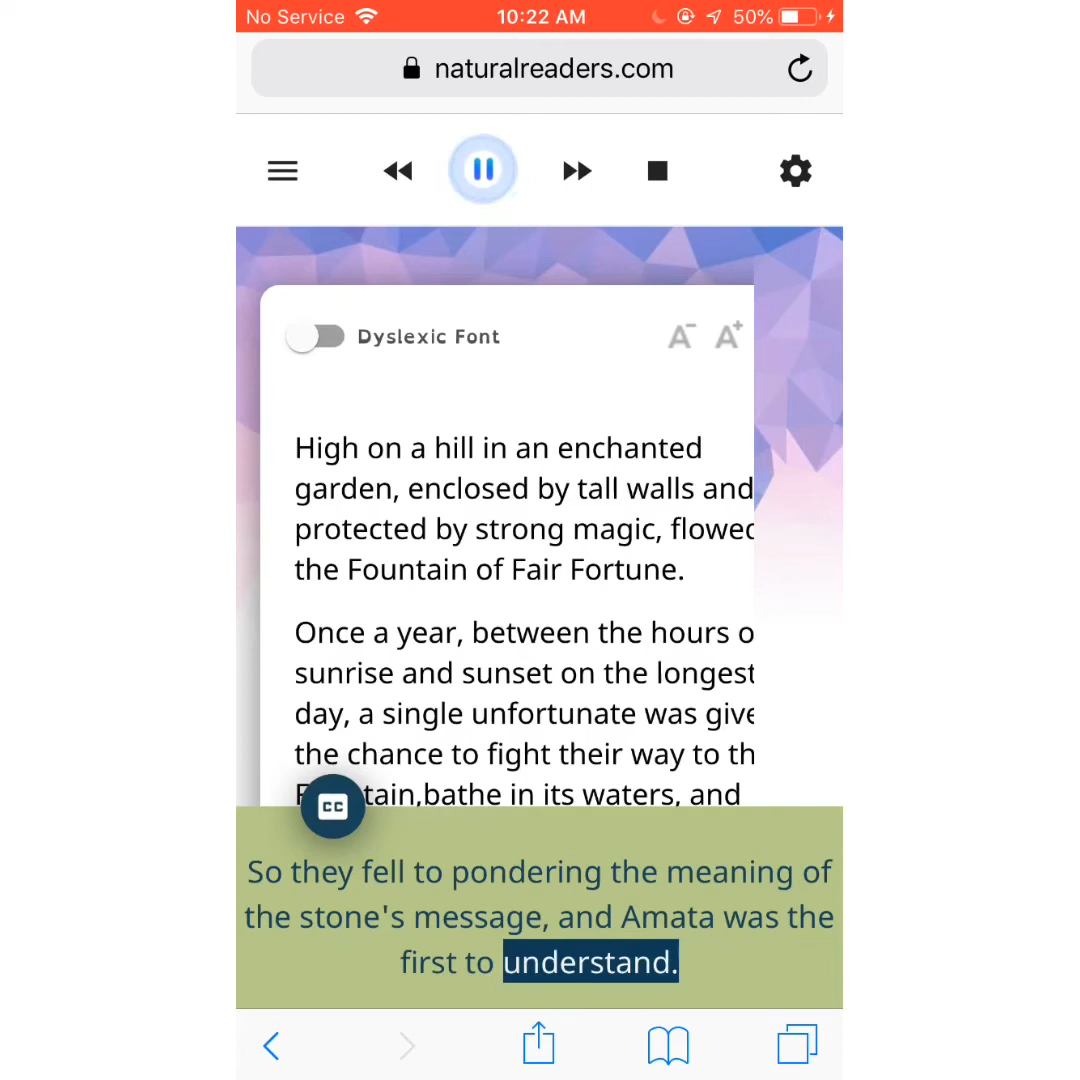 No Service 10:22 AM 50%
naturalreaders.com
Dyslexic Font A- A+
High on a hill in an enchanted
garden, enclosed by tall walls and
protected by strong magic, flowed
the Fountain of Fair Fortune.
Once a year, between the hours o
sunrise and sunset on the longest
day, a single unfortunate was give
the chance to fight their way to th
F tain,bathe in its waters, and
CC
So they fell to pondering the meaning of
the stone's message, and Amata was the
first to understand.